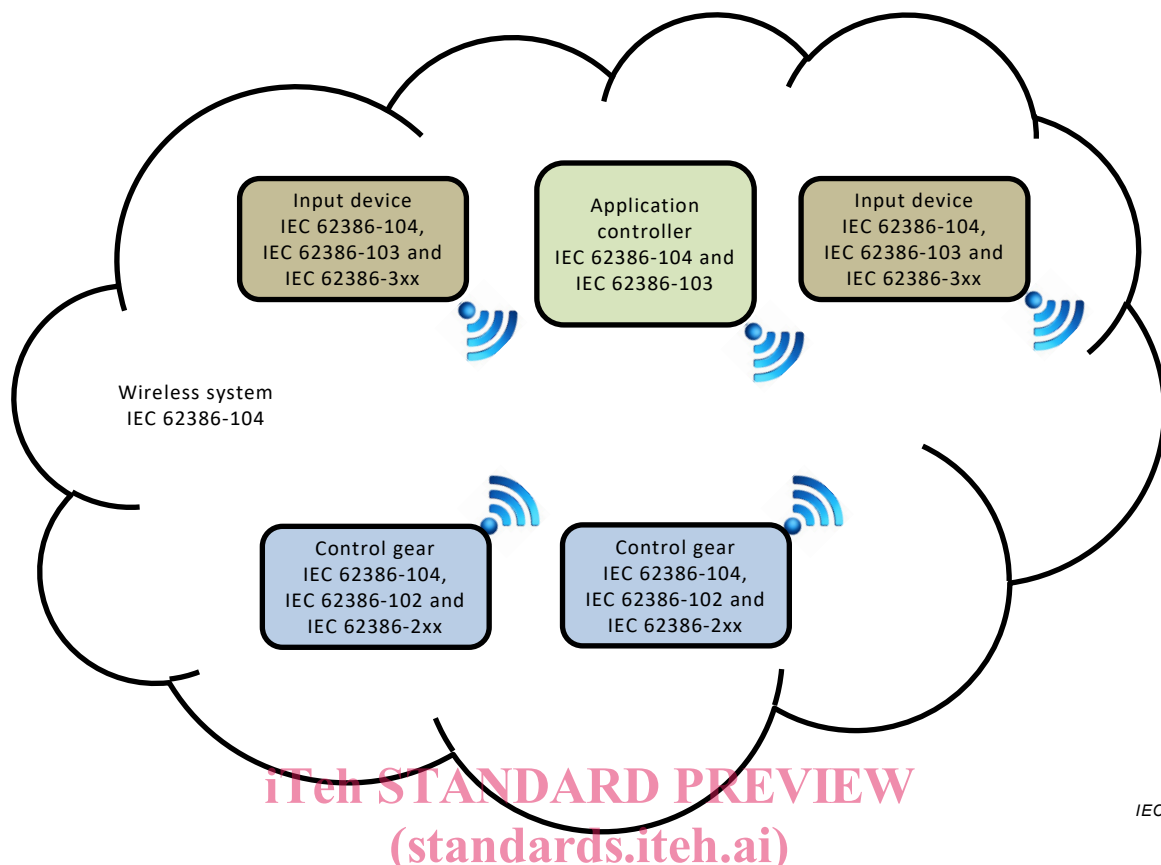 Input device
IEC 62386-104,
IEC 62386-103 and
IEC 62386-3xx
Application
controller
IEC 62386-104 and
IEC 62386-103
Input device
IEC 62386-104,
IEC 62386-103 and
IEC 62386-3xx
Wireless system
IEC 62386-104
Control gear
IEC 62386-104,
IEC 62386-102 and
IEC 62386-2xx
Control gear
IEC 62386-104,
IEC 62386-102 and
IEC 62386-2xx
iTeh STANDARD PREVIEW
(standards.iteh.ai)
IEC